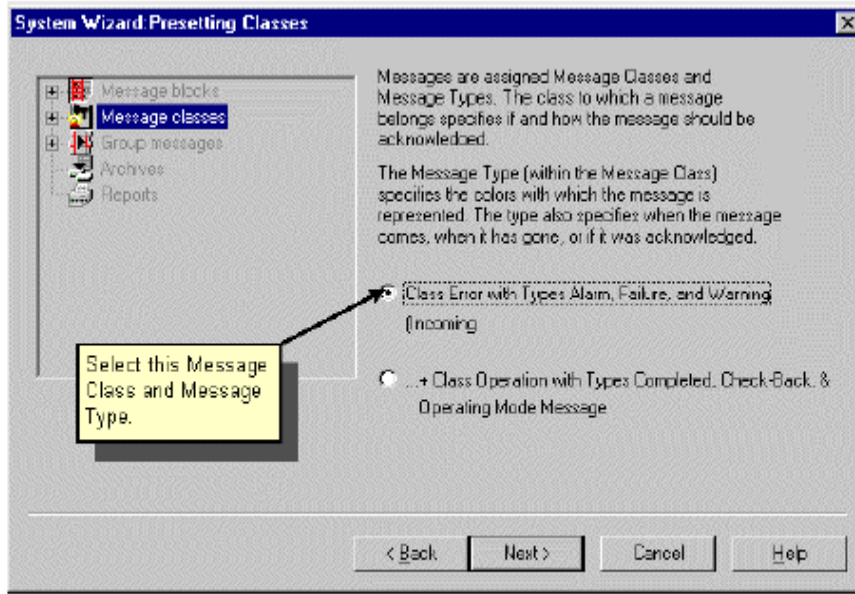 System Wizard:Presetting Classes
Message blocks
Message classes
Group messages
Archives
Reports
Messages are assigned Message Classes and
Message Types. The class to which a message
belongs specifies if and how the message should be
acknowledged.
The Message Type (within the Message Class)
specifies the colors with which the message is
represented. The type also specifies when the message
comes, when it has gone, or if it was acknowledged.
Class Error with Types Alarm, Failure, and Warning
(Incoming
...+ Class Operation with Types Completed, Check-Back, &
Operating Mode Message
Select this Message
Class and Message
Type.
< Back
Next >
Cancel
Help